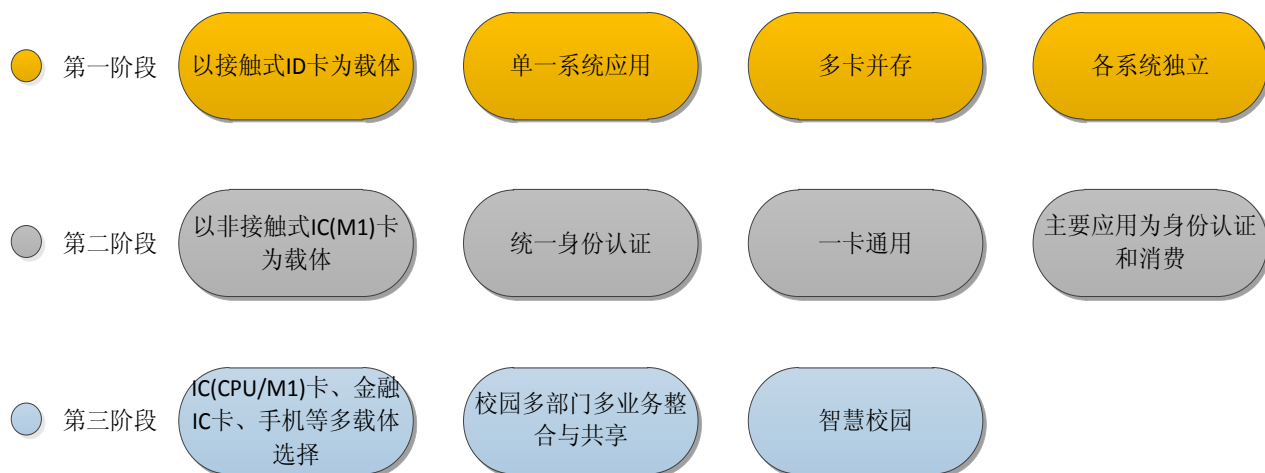 第一阶段
以接触式ID卡为载体
单一系统应用
多卡并存
各系统独立
第二阶段
以非接触式IC(M1)卡
为载体
统一身份认证
一卡通用
主要应用为身份认证
和消费
第三阶段
IC(CPU/M1)卡、金融
IC卡、手机等多载体
选择
校园多部门多业务整
合与共享
智慧校园